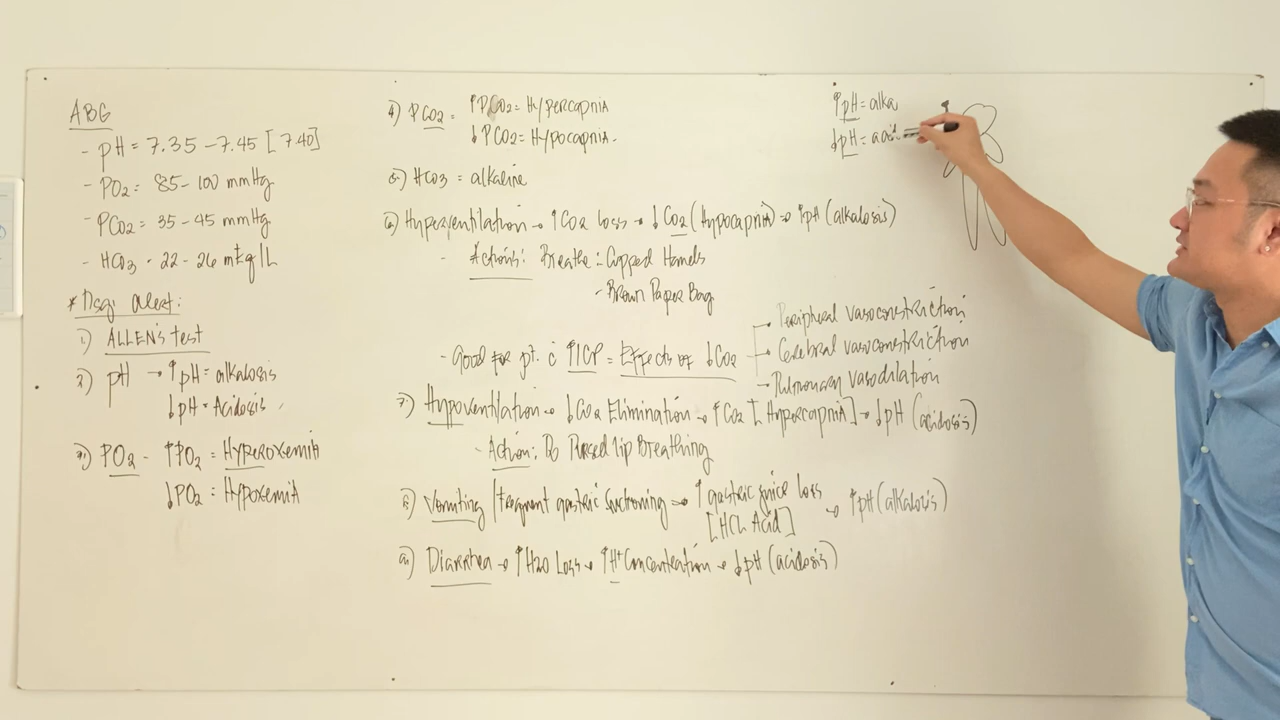 ABG
- pH = 7.35 - 7.45 [7.40]
- PO2 = 85 - 100 mmHg
- PCO2 = 35 - 45 mmHg
- HCO3 - 22 - 26 mEq/L
* Dsg: Alert:
1) ALLEN's test
2) pH → ↑pH = alkalosis
↓pH = Acidosis
3) PO2 - ↑PO2 = Hyperoxemia
↓PO2 = Hypoxemia
4) PCO2 = ↑PCO2 = Hypercapnia
↓PCO2 = Hypocapnia
5) HCO3 = alkaline
6) Hyperventilation → ↑CO2 Loss → ↓CO2 (Hypocapnia) → ↑pH (alkalosis)
- Actions: Breathe : Cupped Hands
- Brown Paper Bag
- Good for pt. c ↑ICP = Effects of ↓CO2
→ Peripheral vasoconstriction
→ Cerebral vasoconstriction
→ Pulmonary vasodilation
7) Hypoventilation → ↓CO2 Elimination → ↑CO2 [Hypercapnia] → ↓pH (acidosis)
- Action: Do Pursed lip Breathing
8) Vomiting / frequent gastric suctioning → ↑ gastric juice loss → ↑pH (alkalosis)
[HCL Acid]
9) Diarrhea → ↑H2O Loss → ↑H+ Concentration → ↓pH (acidosis)
↑pH = alka
↓pH = acid